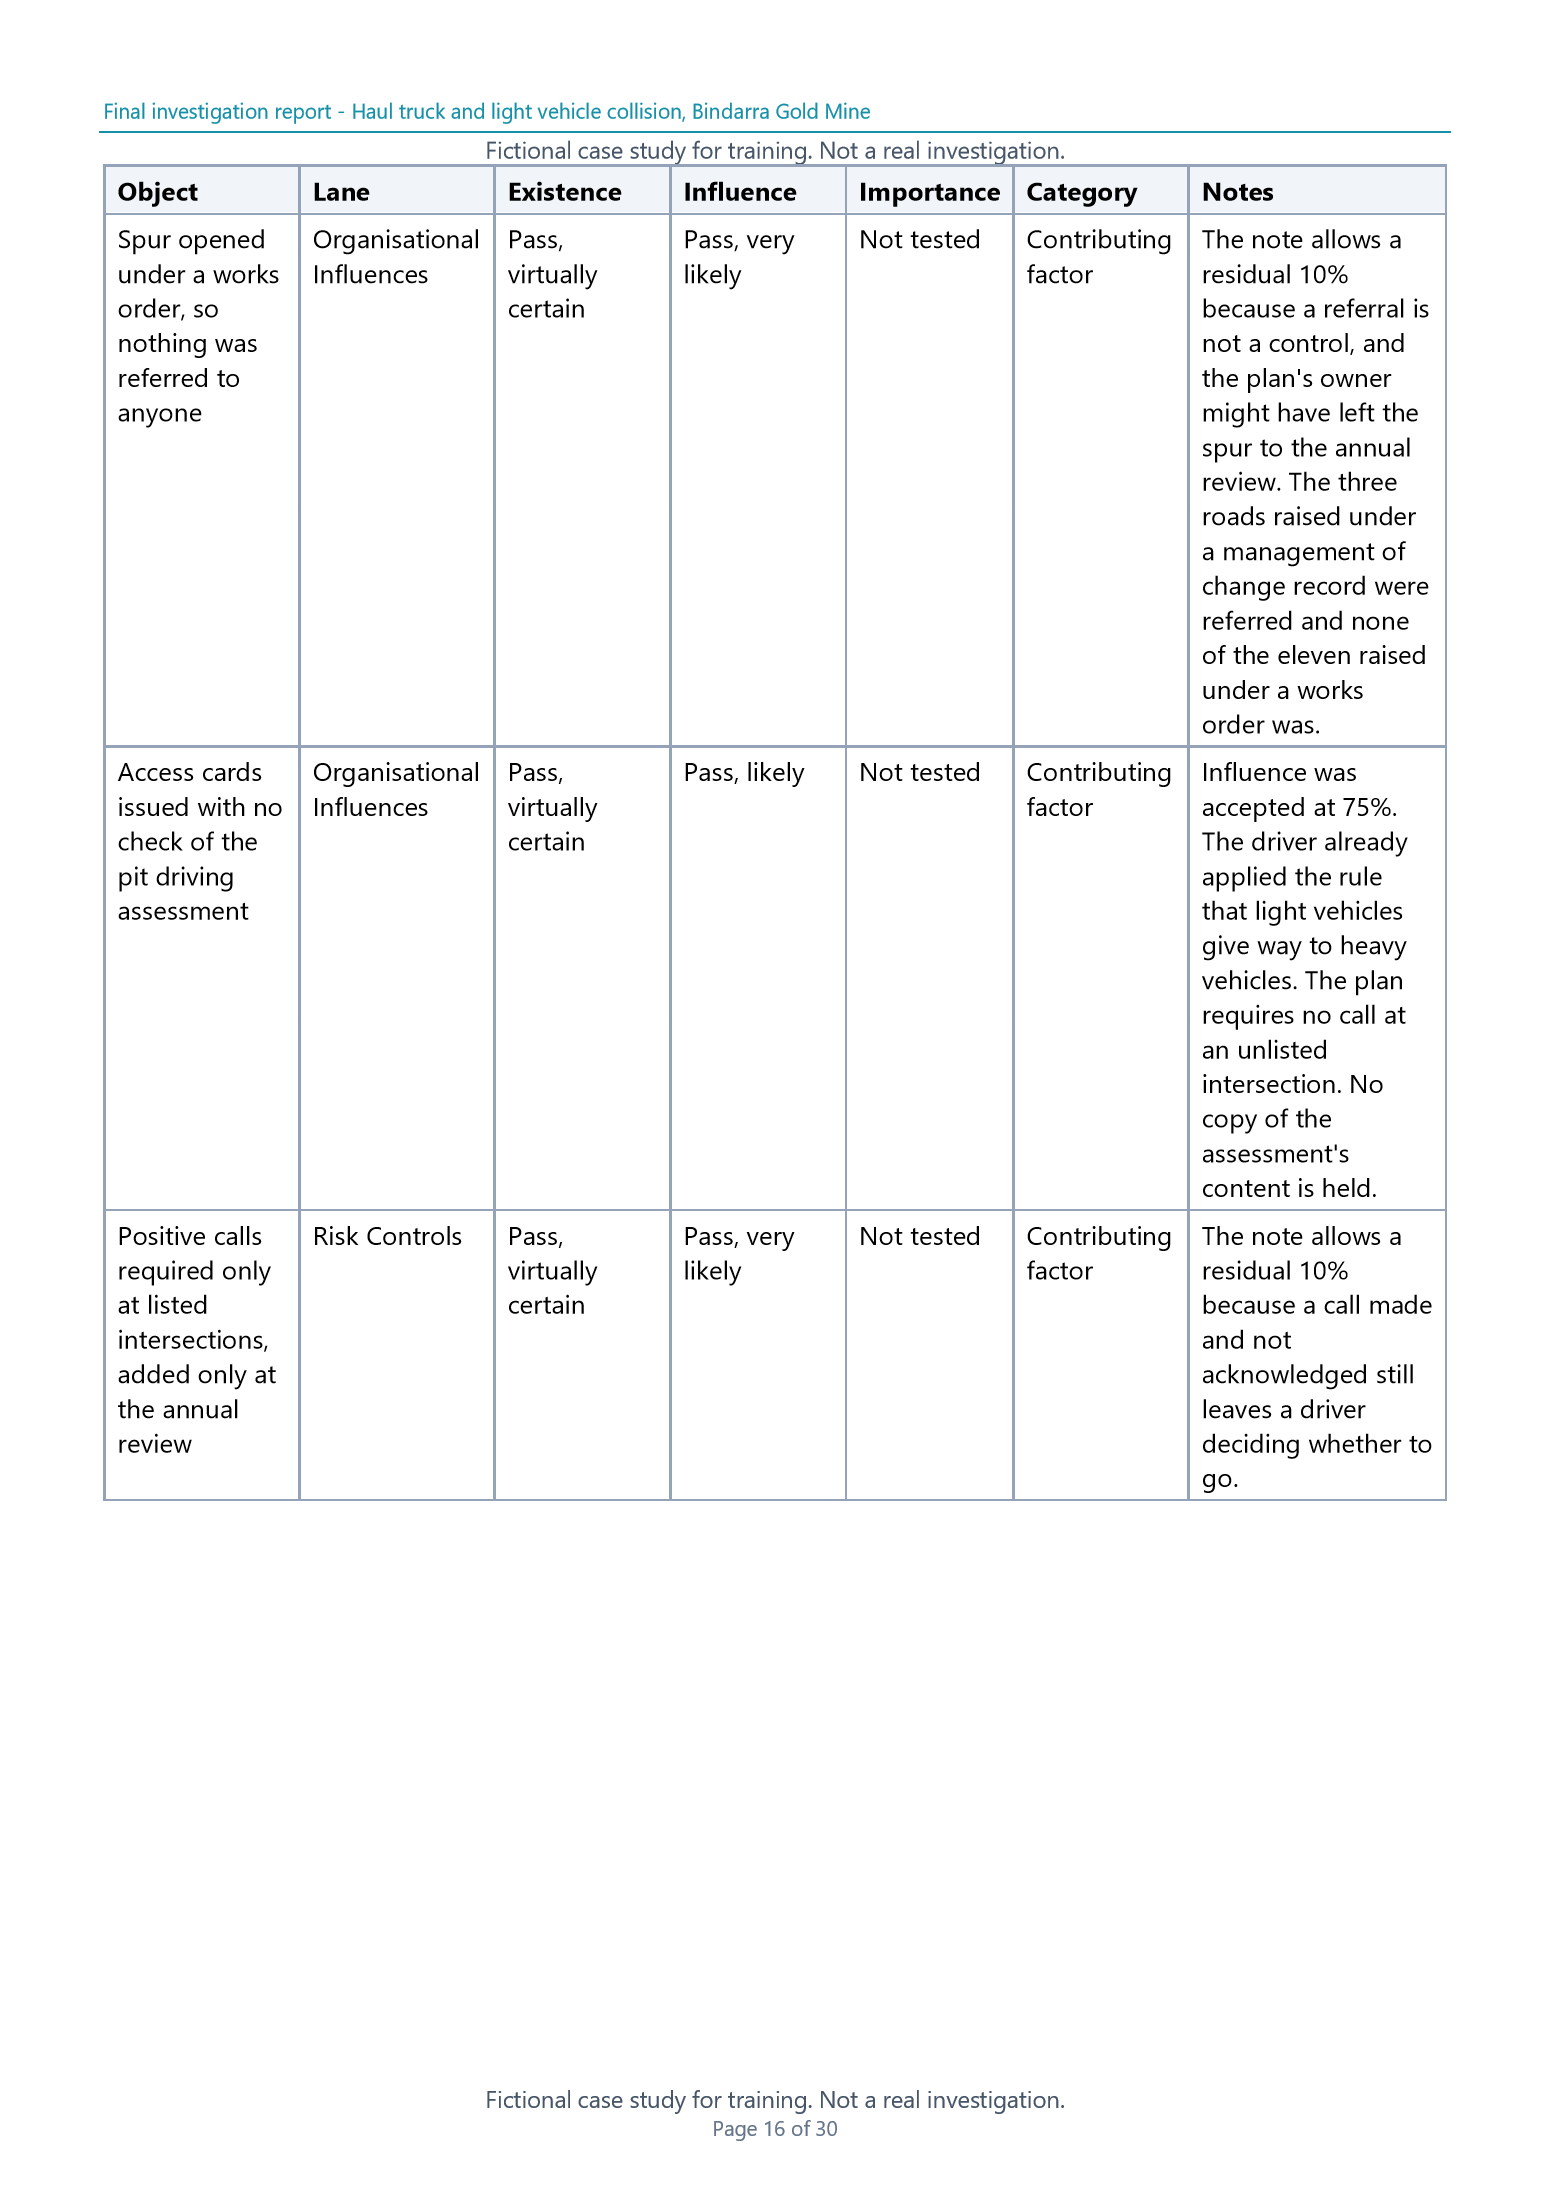 Final investigation report - Haul truck and light vehicle collision, Bindarra Gold Mine
Fictional case study for training. Not a real investigation.
Object Lane Existence Influence Importance Category Notes
Spur opened
under a works
order, so
nothing was
referred to
anyone
Organisational
Influences
Pass,
virtually
certain
Pass, very
likely
Not tested
Contributing
factor
The note allows a
residual 10%
because a referral is
not a control, and
the plan's owner
might have left the
spur to the annual
review. The three
roads raised under
a management of
change record were
referred and none
of the eleven raised
under a works
order was.
Access cards
issued with no
check of the
pit driving
assessment
Organisational
Influences
Pass,
virtually
certain
Pass, likely
Not tested
Contributing
factor
Influence was
accepted at 75%.
The driver already
applied the rule
that light vehicles
give way to heavy
vehicles. The plan
requires no call at
an unlisted
intersection. No
copy of the
assessment's
content is held.
Positive calls
required only
at listed
intersections,
added only at
the annual
review
Risk Controls
Pass,
virtually
certain
Pass, very
likely
Not tested
Contributing
factor
The note allows a
residual 10%
because a call made
and not
acknowledged still
leaves a driver
deciding whether to
go.
Fictional case study for training. Not a real investigation.
Page 16 of 30